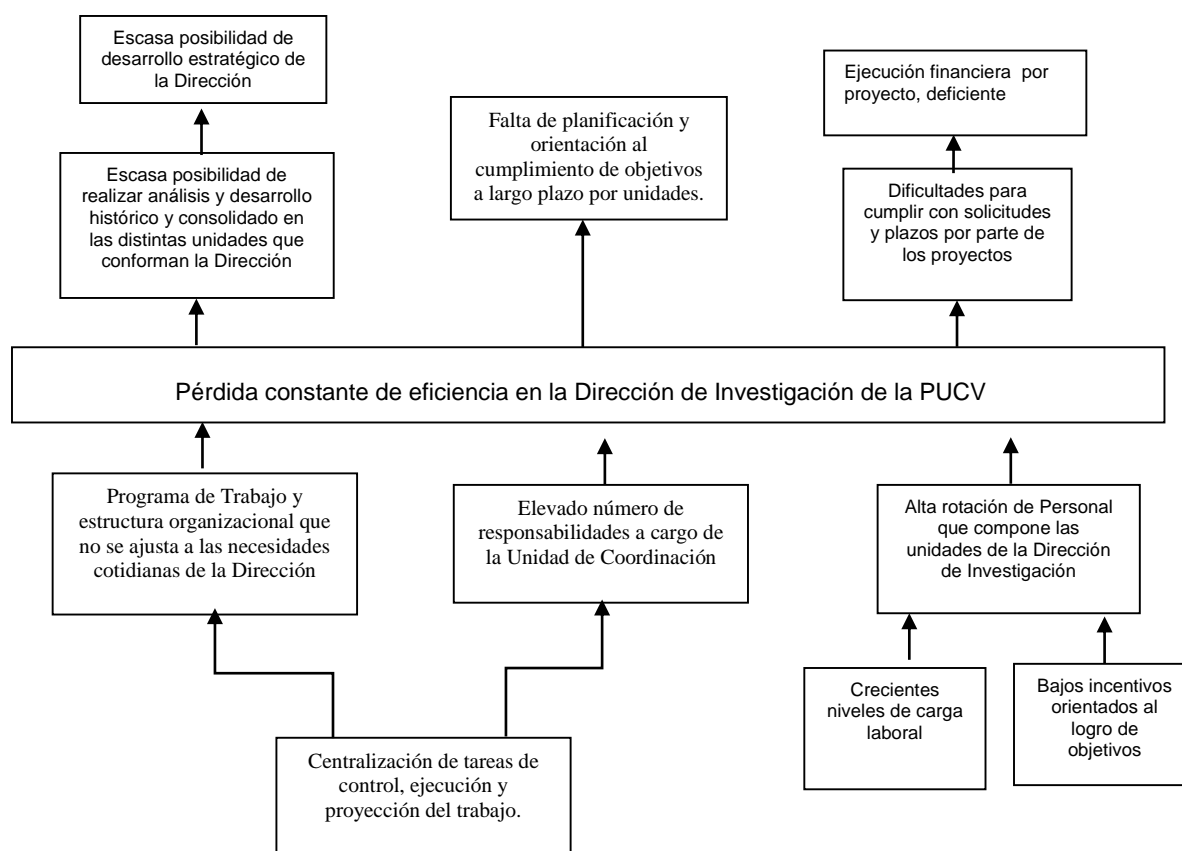 Escasa posibilidad de
desarrollo estratégico de
la Dirección
Ejecución financiera  por
proyecto, deficiente
Falta de planificación y
orientación al
cumplimiento de objetivos
a largo plazo por unidades.
Escasa posibilidad de
realizar análisis y desarrollo
histórico y consolidado en
las distintas unidades que
conforman la Dirección
Dificultades para
cumplir con solicitudes
y plazos por parte de
los proyectos
Pérdida constante de eficiencia en la Dirección de Investigación de la PUCV
Programa de Trabajo y
estructura organizacional que
no se ajusta a las necesidades
cotidianas de la Dirección
Elevado número de
responsabilidades a cargo de
la Unidad de Coordinación
Alta rotación de Personal
que compone las
unidades de la Dirección
de Investigación
Centralización de tareas de
control, ejecución y
proyección del trabajo.
Crecientes
niveles de carga
laboral
Bajos incentivos
orientados al
logro de
objetivos